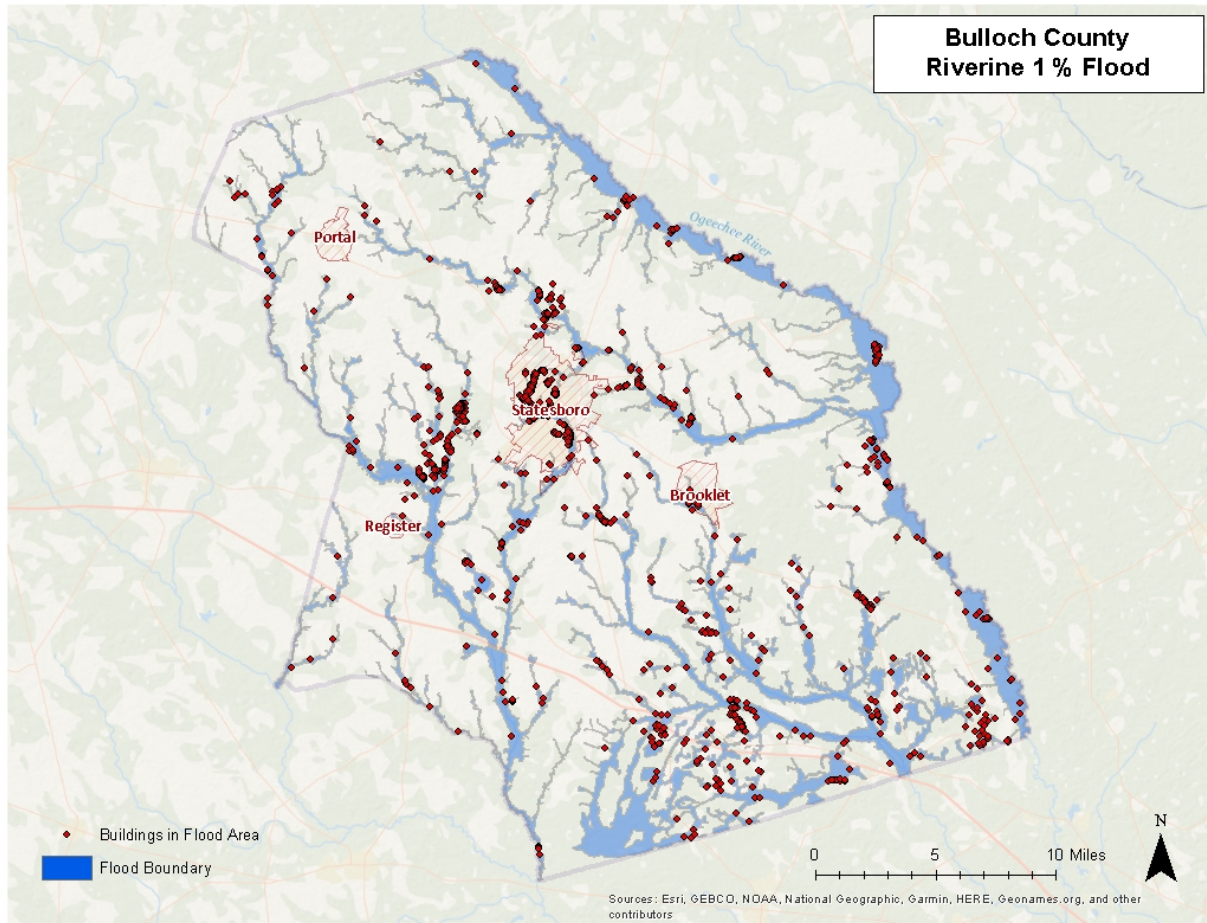 Bulloch County
Riverine 1% Flood
Ogeechee River
Portal
Statesboro
Brooklet
Register
Buildings in Flood Area
Flood Boundary
N
0 5 10 Miles
Sources: Esri, GEBCO, NOAA, National Geographic, Garmin, HERE, Geonames.org, and other
contributors